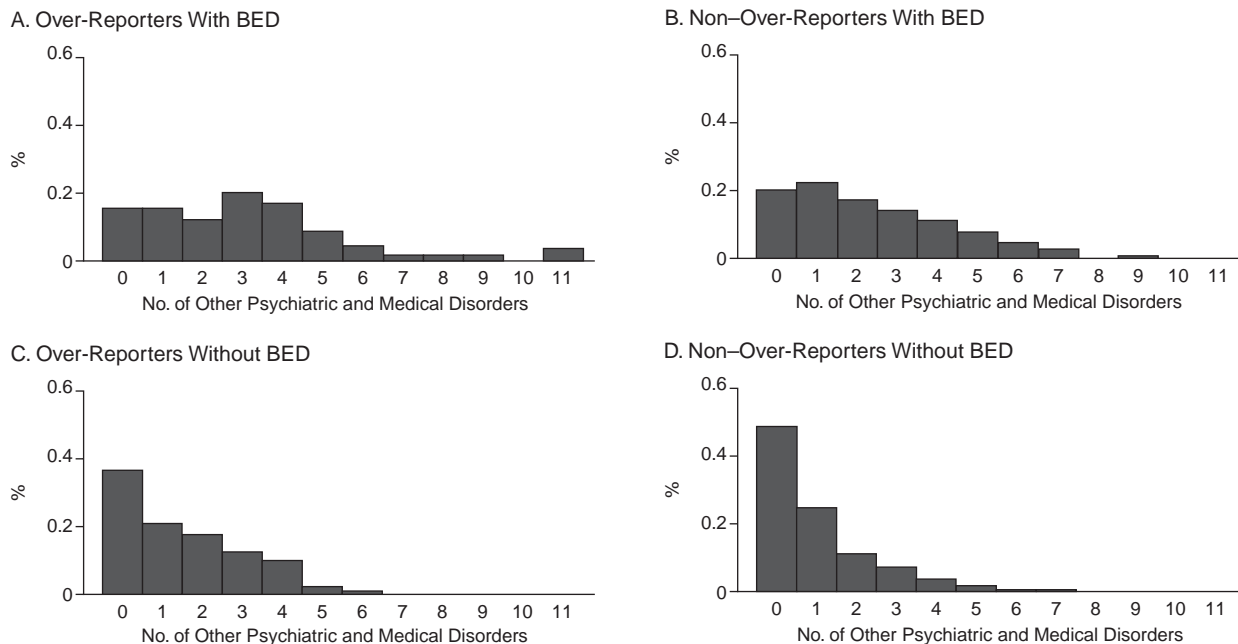 A. Over-Reporters With BED
0.6
0.4
%
0.2
0
0 1 2 3 4 5 6 7 8 9 10 11
No. of Other Psychiatric and Medical Disorders
B. Non–Over-Reporters With BED
0.6
0.4
%
0.2
0
0 1 2 3 4 5 6 7 8 9 10 11
No. of Other Psychiatric and Medical Disorders
C. Over-Reporters Without BED
0.6
0.4
%
0.2
0
0 1 2 3 4 5 6 7 8 9 10 11
No. of Other Psychiatric and Medical Disorders
D. Non–Over-Reporters Without BED
0.6
0.4
%
0.2
0
0 1 2 3 4 5 6 7 8 9 10 11
No. of Other Psychiatric and Medical Disorders